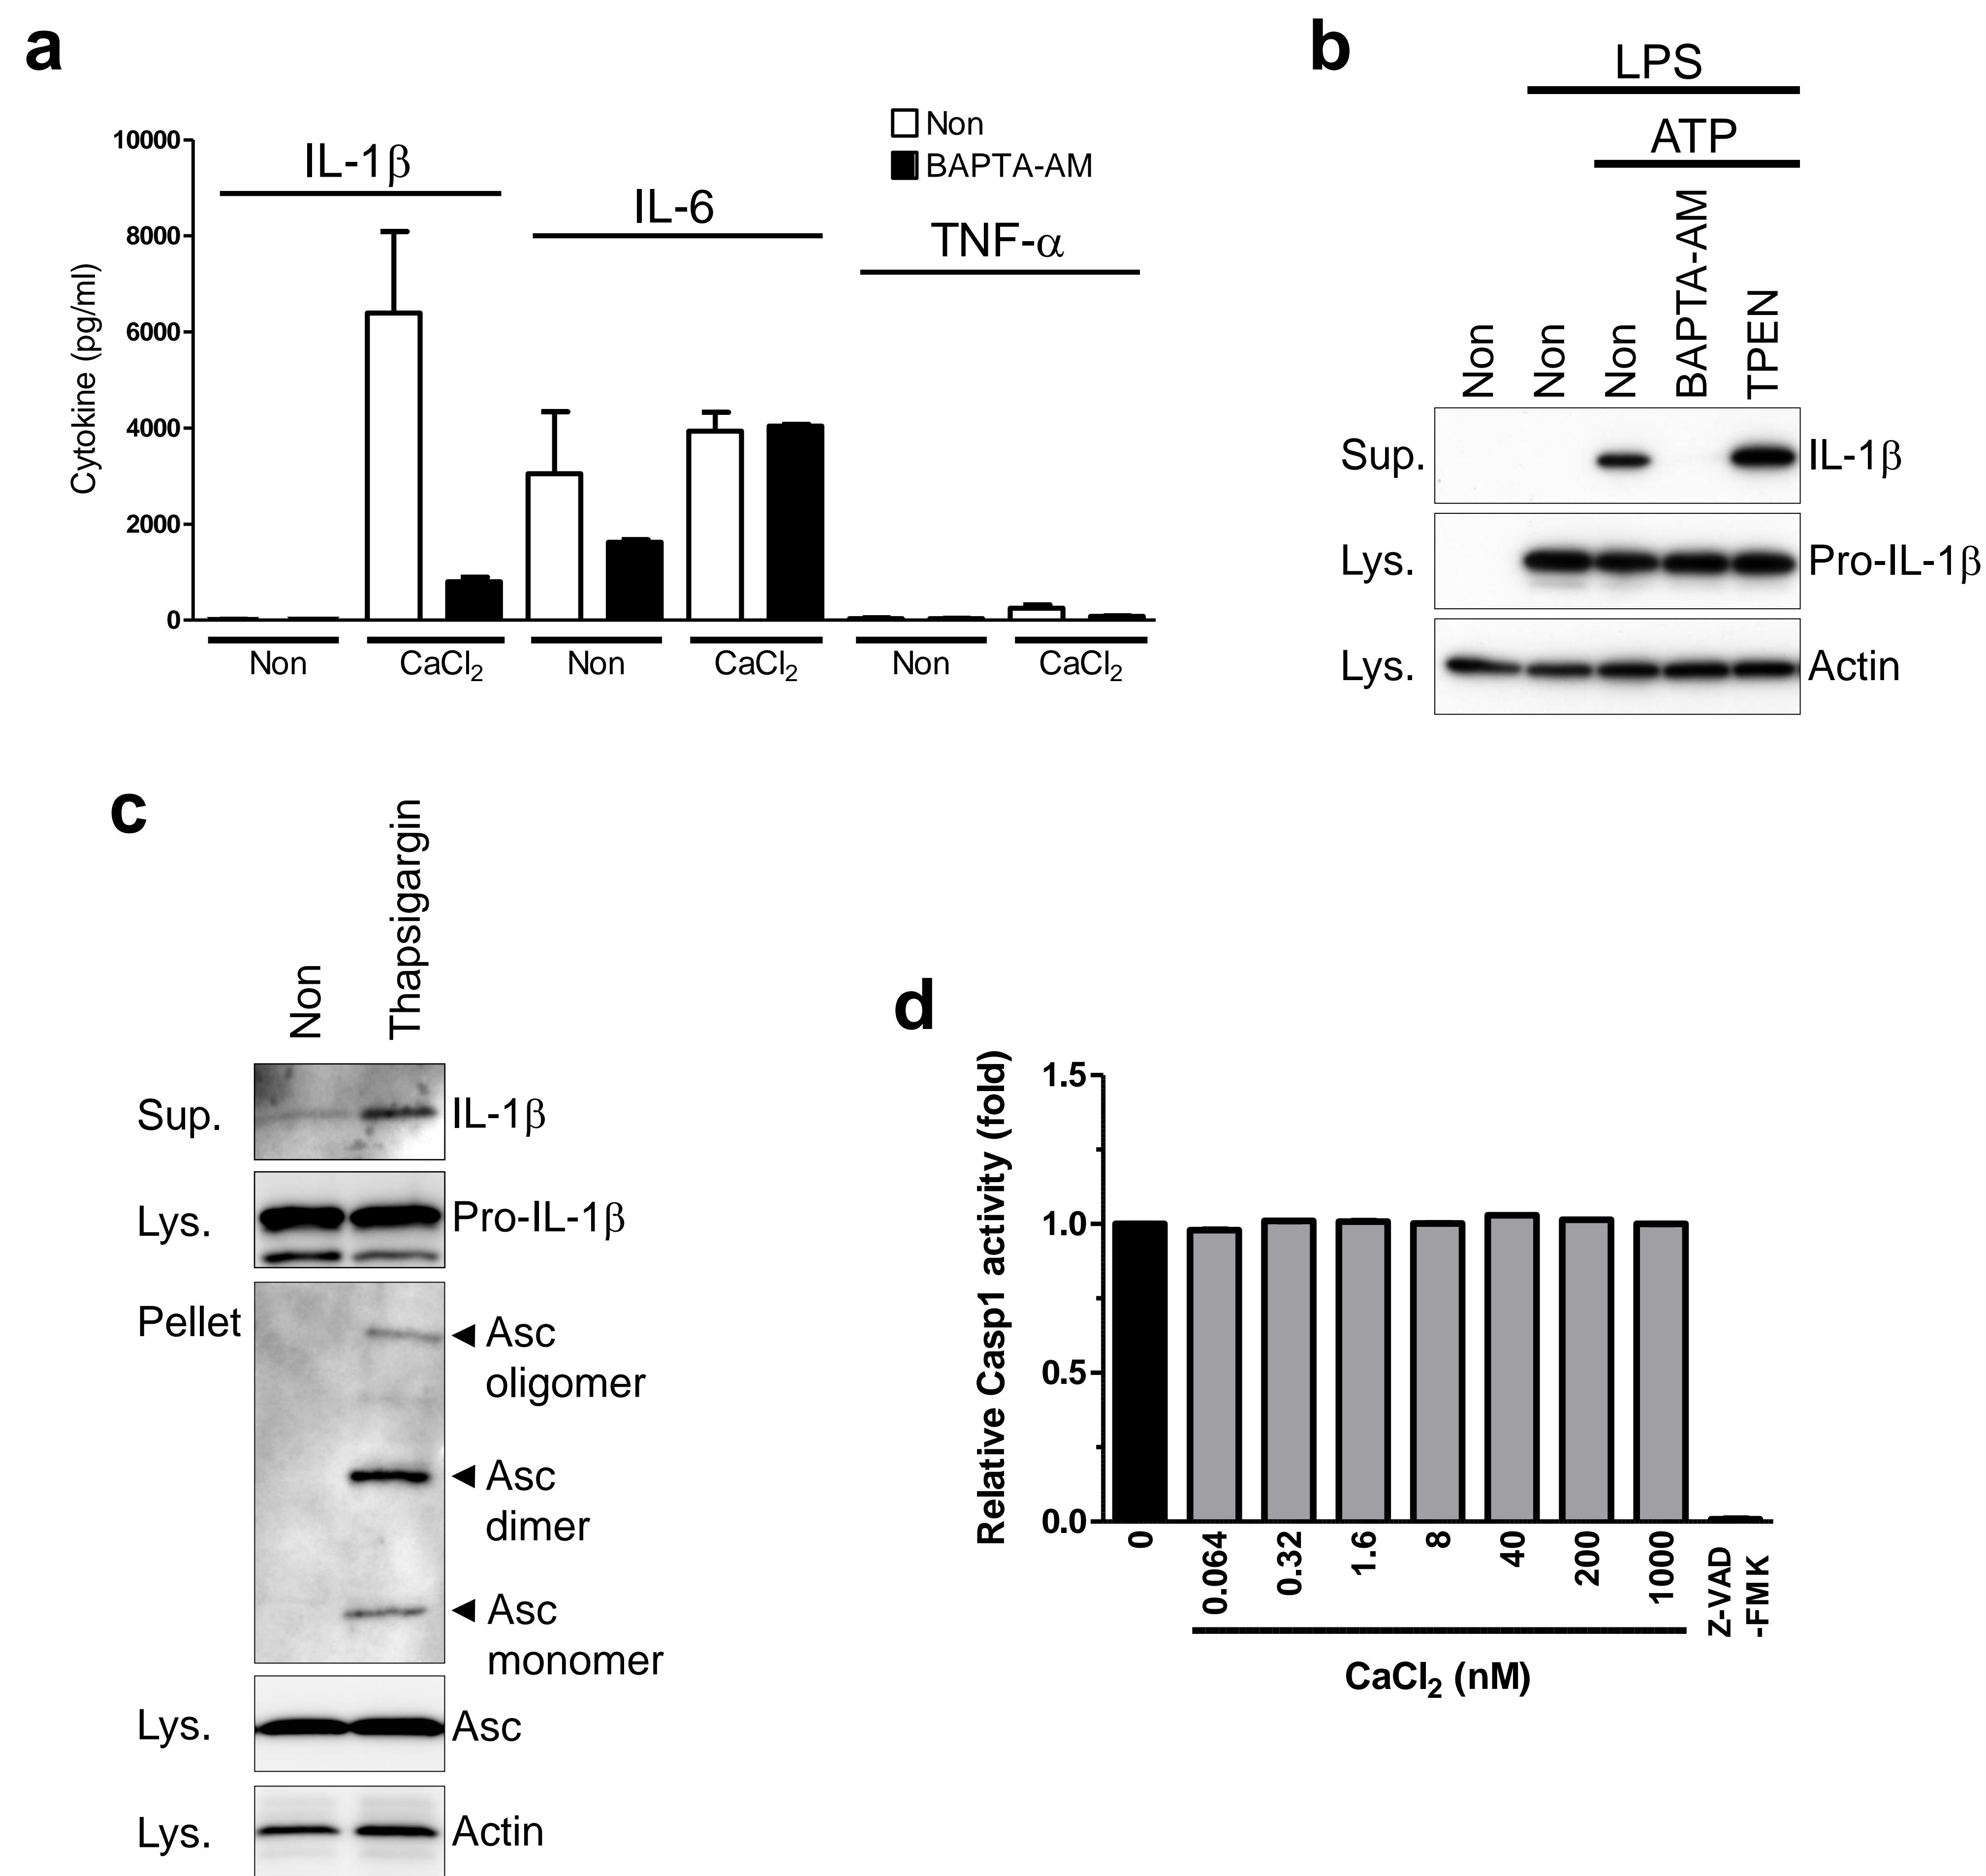 a
Non
BAPTA-AM
IL-1β
IL-6
TNF-α
Cytokine (pg/ml)
10000
8000
6000
4000
2000
0
Non
CaCl₂
Non
CaCl₂
Non
CaCl₂
b
LPS
ATP
Non
Non
Non
BAPTA-AM
TPEN
Sup.
IL-1β
Lys.
Pro-IL-1β
Lys.
Actin
c
Non
Thapsigargin
Sup.
IL-1β
Lys.
Pro-IL-1β
Pellet
Asc
oligomer
Asc
dimer
Asc
monomer
Lys.
Asc
Lys.
Actin
d
Relative Casp1 activity (fold)
1.5
1.0
0.5
0.0
0
0.064
0.32
1.6
8
40
200
1000
Z-VAD
-FMK
CaCl₂ (nM)